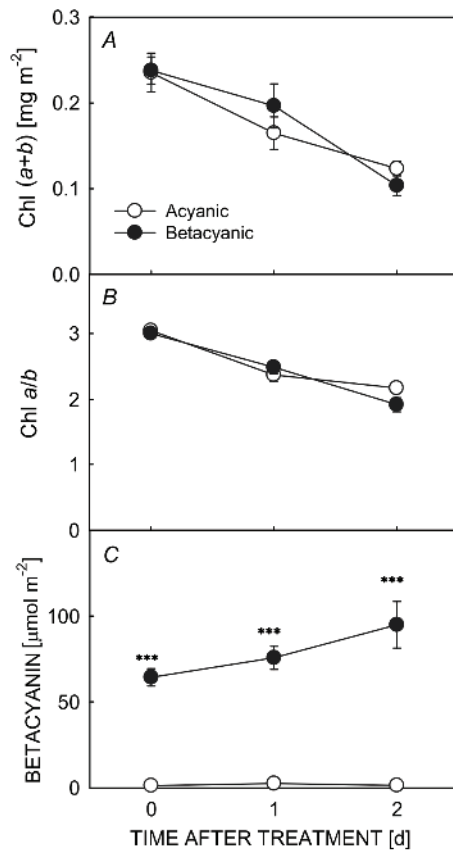 A
Chl (a+b) [mg m⁻²]
0.3
0.2
0.1
0.0
Acyanic
Betacyanic
B
Chl a/b
3
2
1
0
C
BETACYANIN [μmol m⁻²]
100
50
0
***
***
***
0 1 2
TIME AFTER TREATMENT [d]